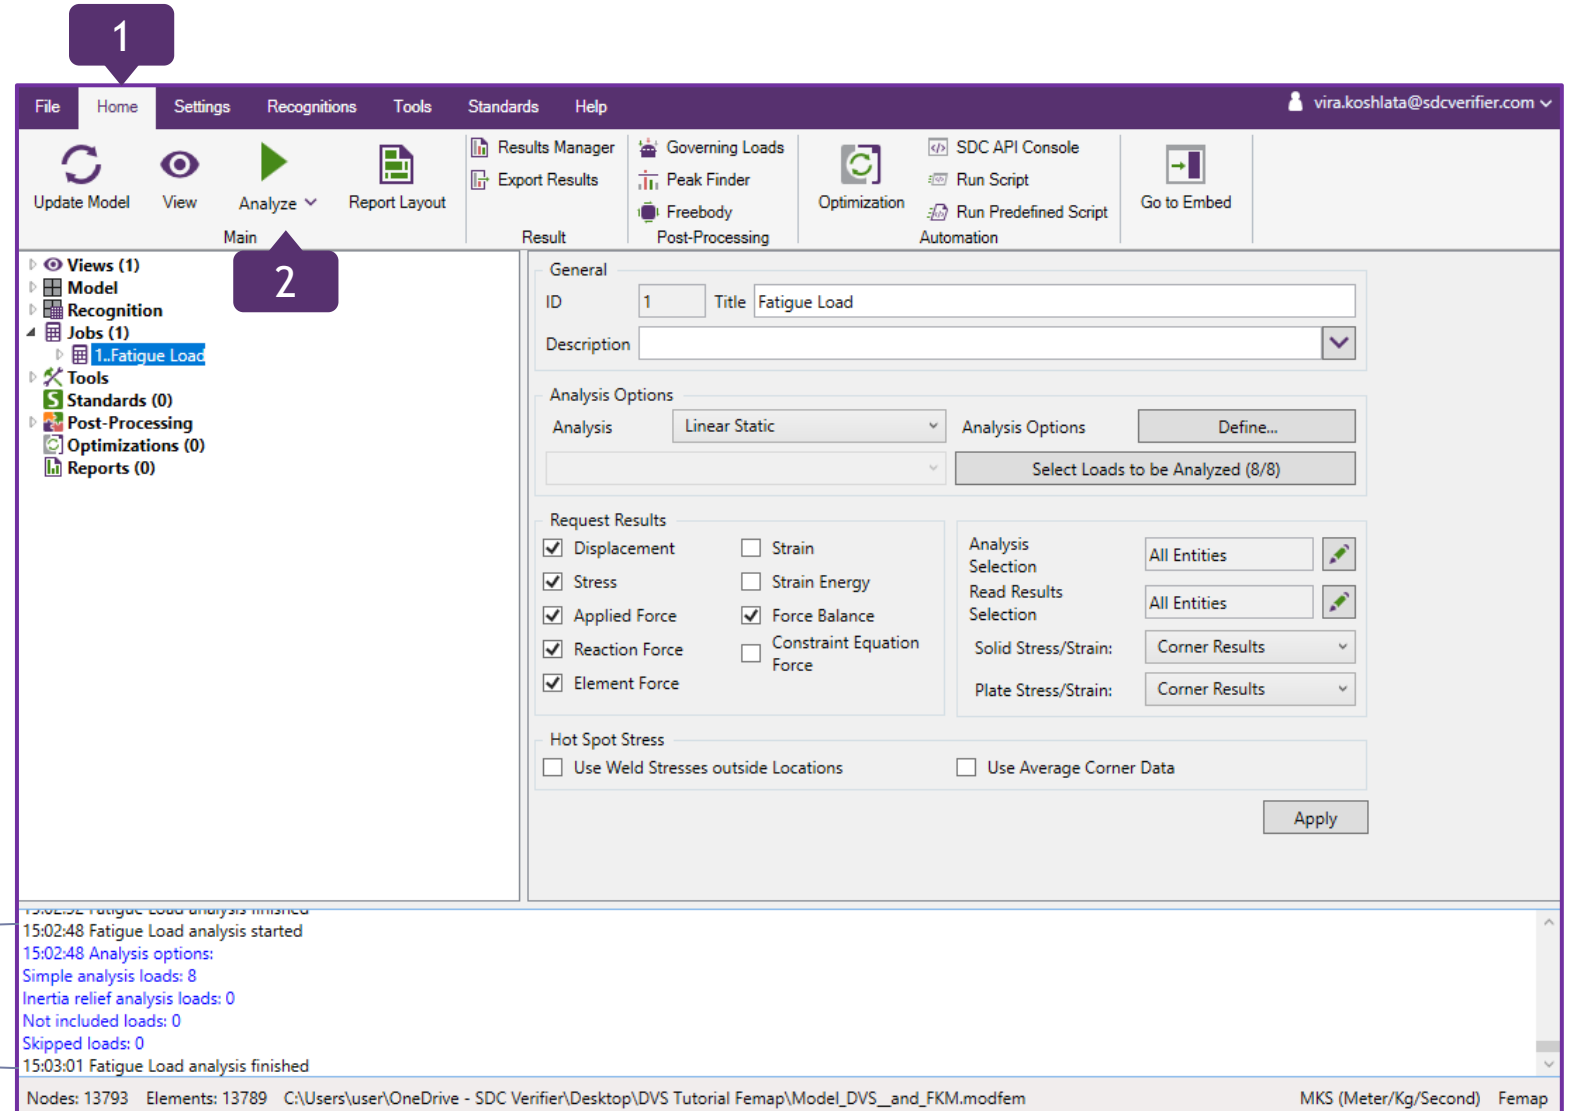 1
File Home Settings Recognitions Tools Standards Help vira.koshlata@sdcverifier.com
Results Manager Governing Loads SDC API Console
Export Results Peak Finder Run Script
Update Model View Analyze Report Layout Freebody Optimization Run Predefined Script Go to Embed
Main Result Post-Processing Automation
2
Views (1)
Model
Recognition
Jobs (1)
1..Fatigue Load
Tools
Standards (0)
Post-Processing
Optimizations (0)
Reports (0)
General
ID 1 Title Fatigue Load
Description
Analysis Options
Analysis Linear Static Analysis Options Define...
Select Loads to be Analyzed (8/8)
Request Results
Displacement Strain
Stress Strain Energy
Applied Force Force Balance
Reaction Force Constraint Equation Force
Element Force
Analysis Selection All Entities
Read Results Selection All Entities
Solid Stress/Strain: Corner Results
Plate Stress/Strain: Corner Results
Hot Spot Stress
Use Weld Stresses outside Locations Use Average Corner Data
Apply
15:02:32 Fatigue Load analysis finished
15:02:48 Fatigue Load analysis started
15:02:48 Analysis options:
Simple analysis loads: 8
Inertia relief analysis loads: 0
Not included loads: 0
Skipped loads: 0
15:03:01 Fatigue Load analysis finished
Nodes: 13793 Elements: 13789 C:\Users\user\OneDrive - SDC Verifier\Desktop\DVS Tutorial Femap\Model_DVS__and_FKM.modfem MKS (Meter/Kg/Second) Femap